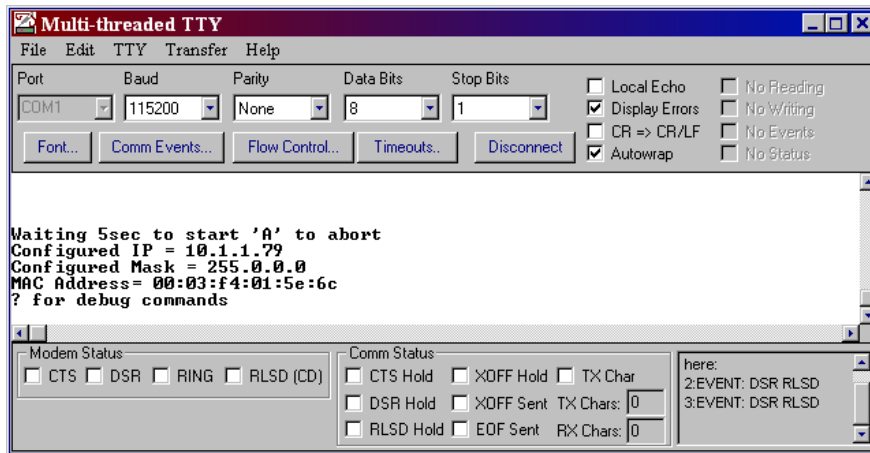 Multi-threaded TTY
File Edit TTY Transfer Help
Port Baud Parity Data Bits Stop Bits
COM1 115200 None 8 1
Font... Comm Events... Flow Control... Timeouts.. Disconnect
Local Echo No Reading
Display Errors No Writing
CR => CR/LF No Events
Autowrap No Status
Waiting 5sec to start 'A' to abort
Configured IP = 10.1.1.79
Configured Mask = 255.0.0.0
MAC Address= 00:03:f4:01:5e:6c
? for debug commands
Modem Status
CTS DSR RING RLSD (CD)
Comm Status
CTS Hold XOFF Hold TX Char
DSR Hold XOFF Sent TX Chars: 0
RLSD Hold EOF Sent RX Chars: 0
here:
2:EVENT: DSR RLSD
3:EVENT: DSR RLSD